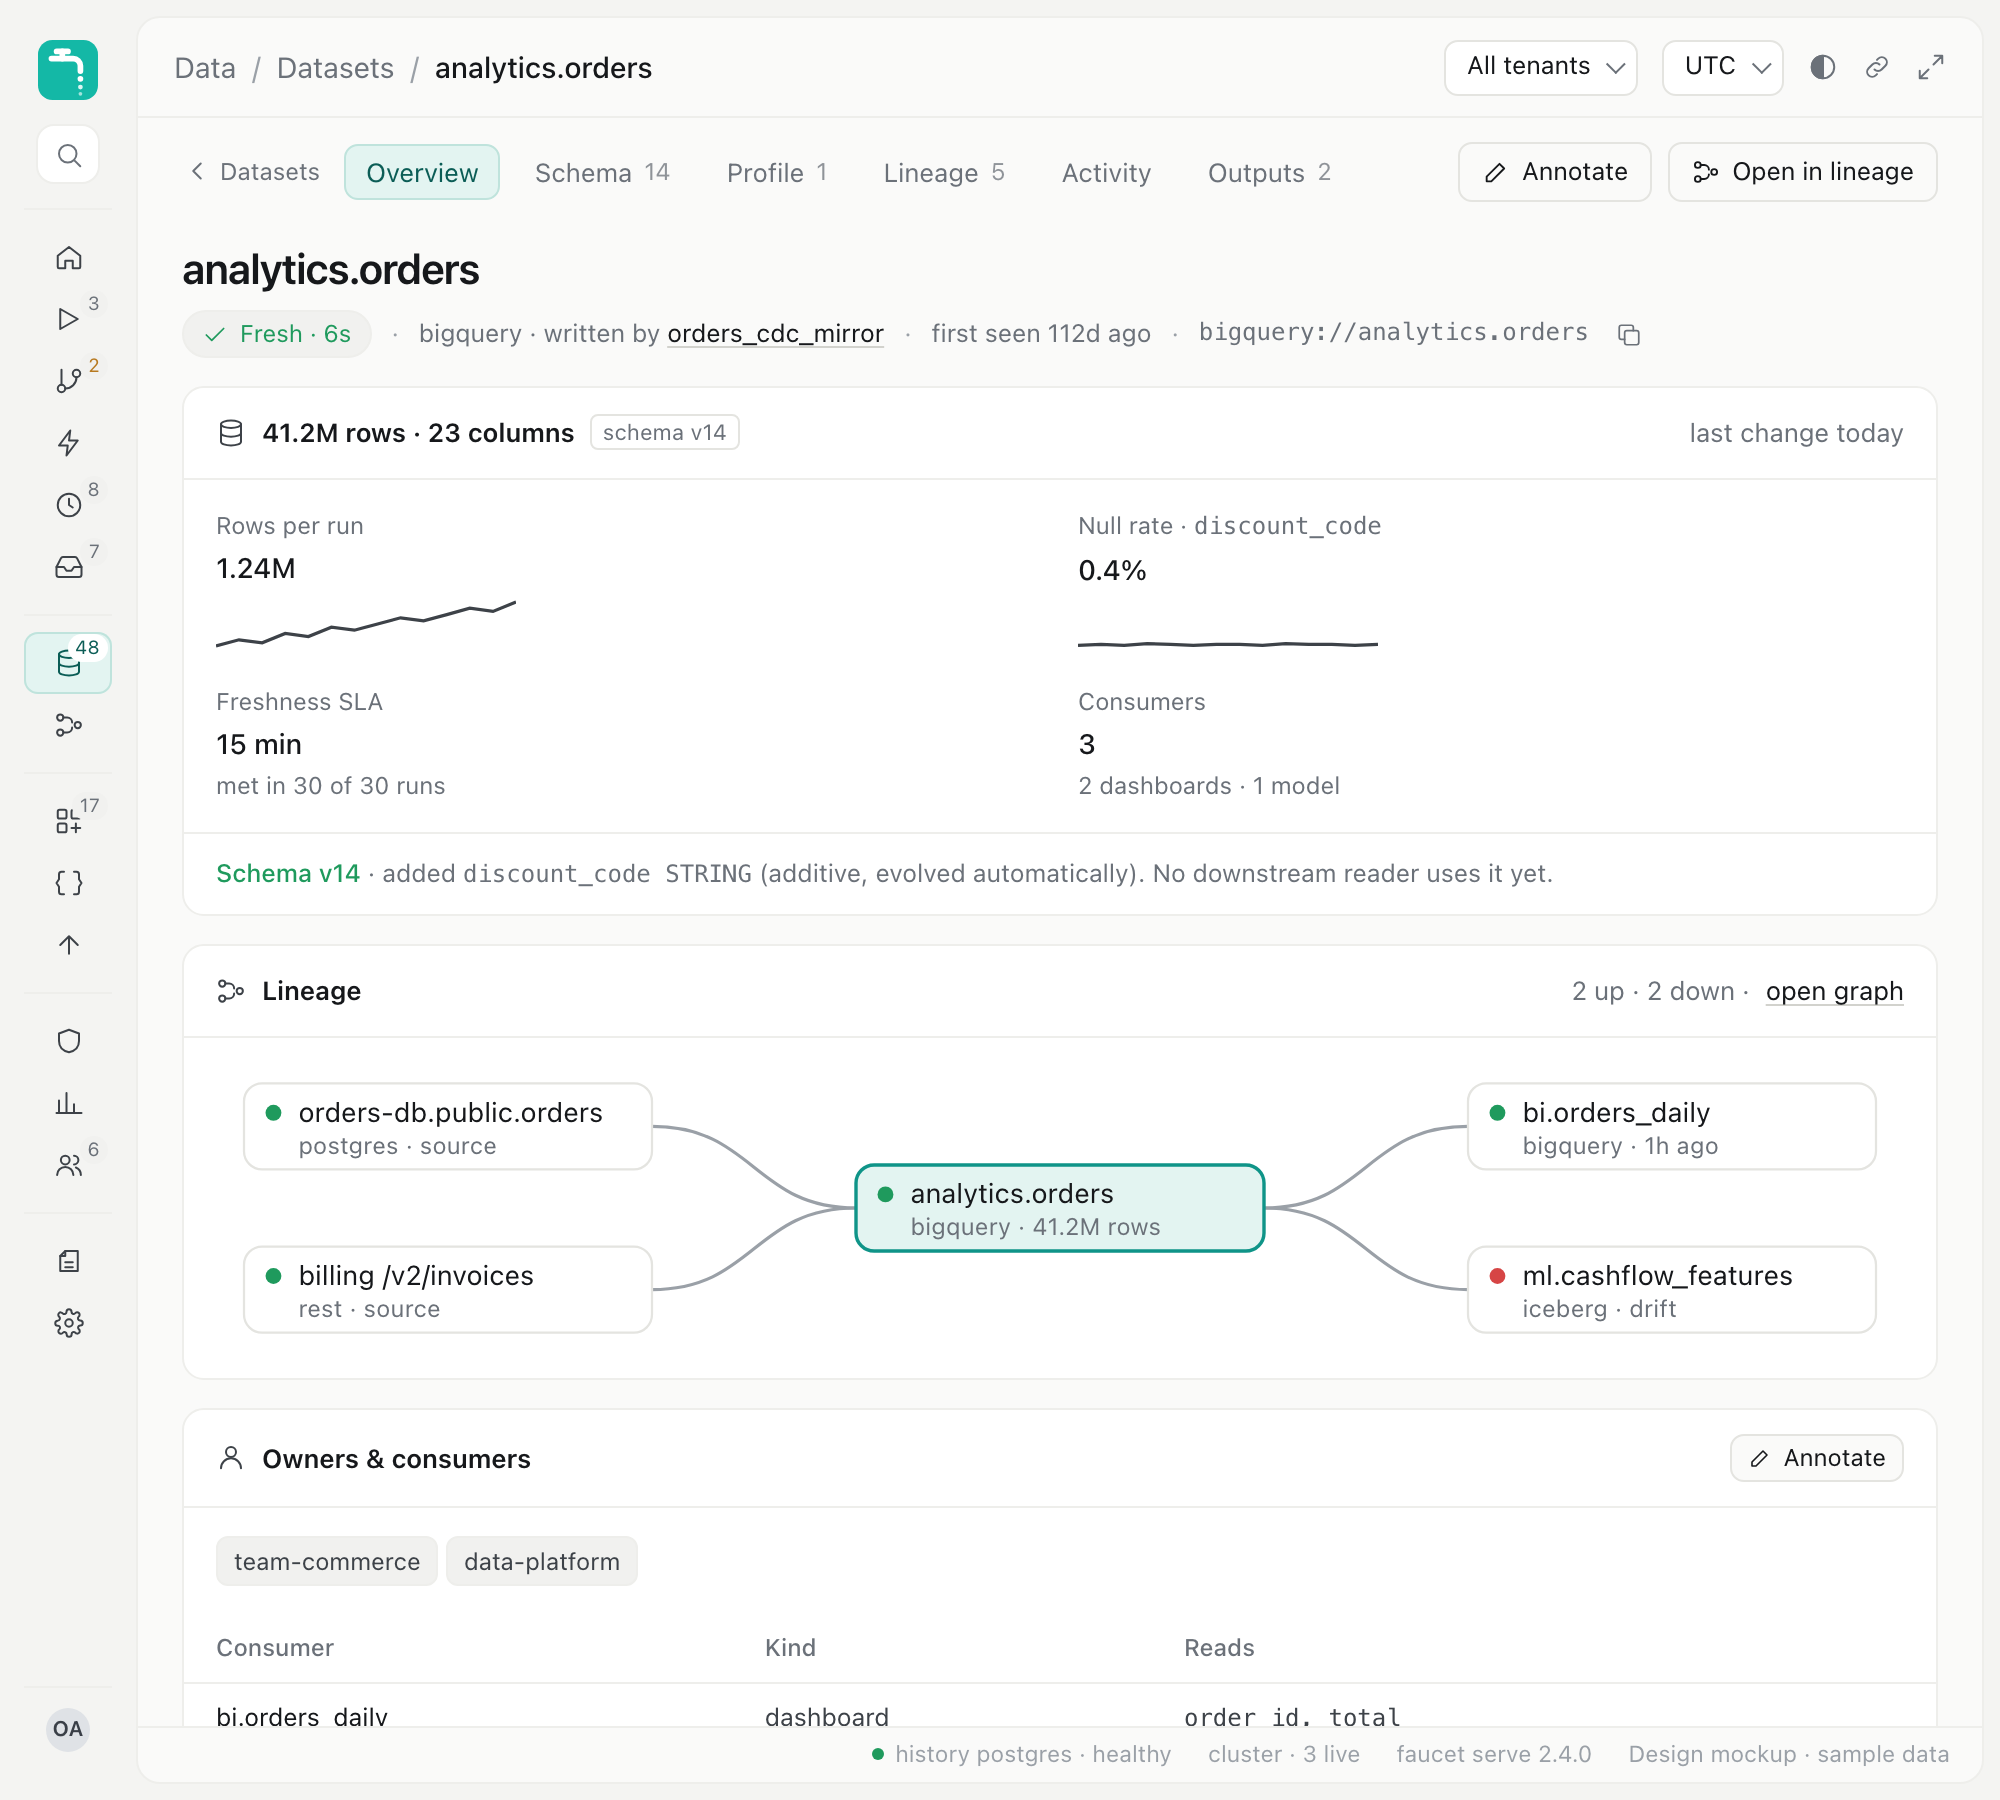 Data / Datasets / analytics.orders
All tenants
UTC
Datasets
Overview
Schema 14
Profile 1
Lineage 5
Activity
Outputs 2
Annotate
Open in lineage
3
2
8
7
48
17
6
OA
analytics.orders
Fresh · 6s · bigquery · written by orders_cdc_mirror · first seen 112d ago · bigquery://analytics.orders
41.2M rows · 23 columns schema v14
last change today
Rows per run
1.24M
Null rate · discount_code
0.4%
Freshness SLA
15 min
met in 30 of 30 runs
Consumers
3
2 dashboards · 1 model
Schema v14 · added discount_code STRING (additive, evolved automatically). No downstream reader uses it yet.
Lineage
2 up · 2 down · open graph
orders-db.public.orders
postgres · source
billing /v2/invoices
rest · source
analytics.orders
bigquery · 41.2M rows
bi.orders_daily
bigquery · 1h ago
ml.cashflow_features
iceberg · drift
Owners & consumers
Annotate
team-commerce
data-platform
Consumer Kind Reads
bi.orders_daily dashboard order_id, total
history postgres · healthy
cluster · 3 live
faucet serve 2.4.0
Design mockup · sample data